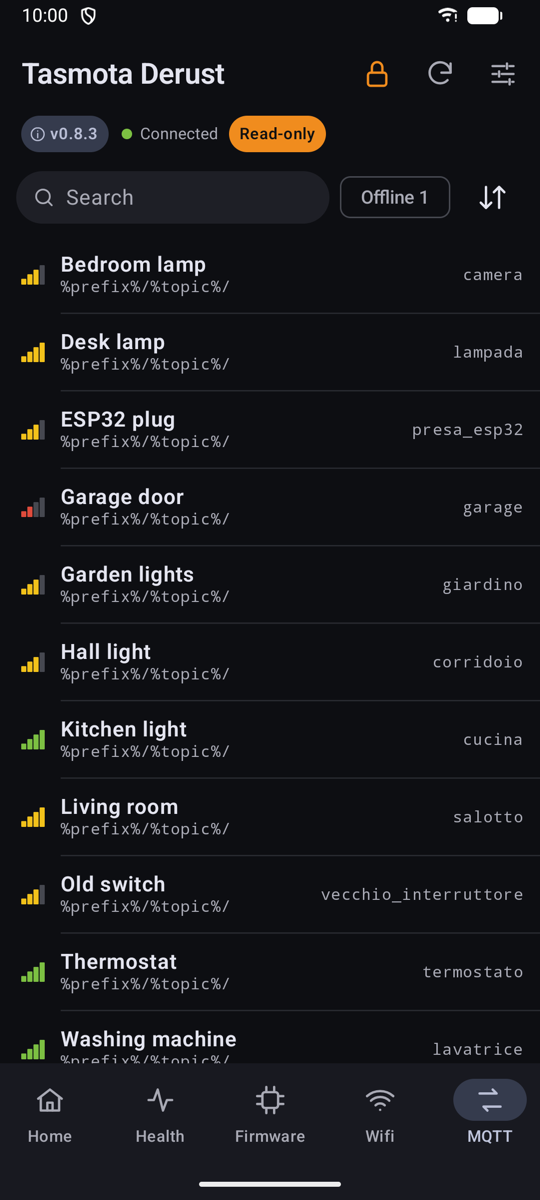 10:00
Tasmota Derust
v0.8.3 Connected Read-only
Search Offline 1
Bedroom lamp
%prefix%/%topic%/ camera
Desk lamp
%prefix%/%topic%/ lampada
ESP32 plug
%prefix%/%topic%/ presa_esp32
Garage door
%prefix%/%topic%/ garage
Garden lights
%prefix%/%topic%/ giardino
Hall light
%prefix%/%topic%/ corridoio
Kitchen light
%prefix%/%topic%/ cucina
Living room
%prefix%/%topic%/ salotto
Old switch
%prefix%/%topic%/ vecchio_interruttore
Thermostat
%prefix%/%topic%/ termostato
Washing machine
%prefix%/%topic%/ lavatrice
Home Health Firmware Wifi MQTT